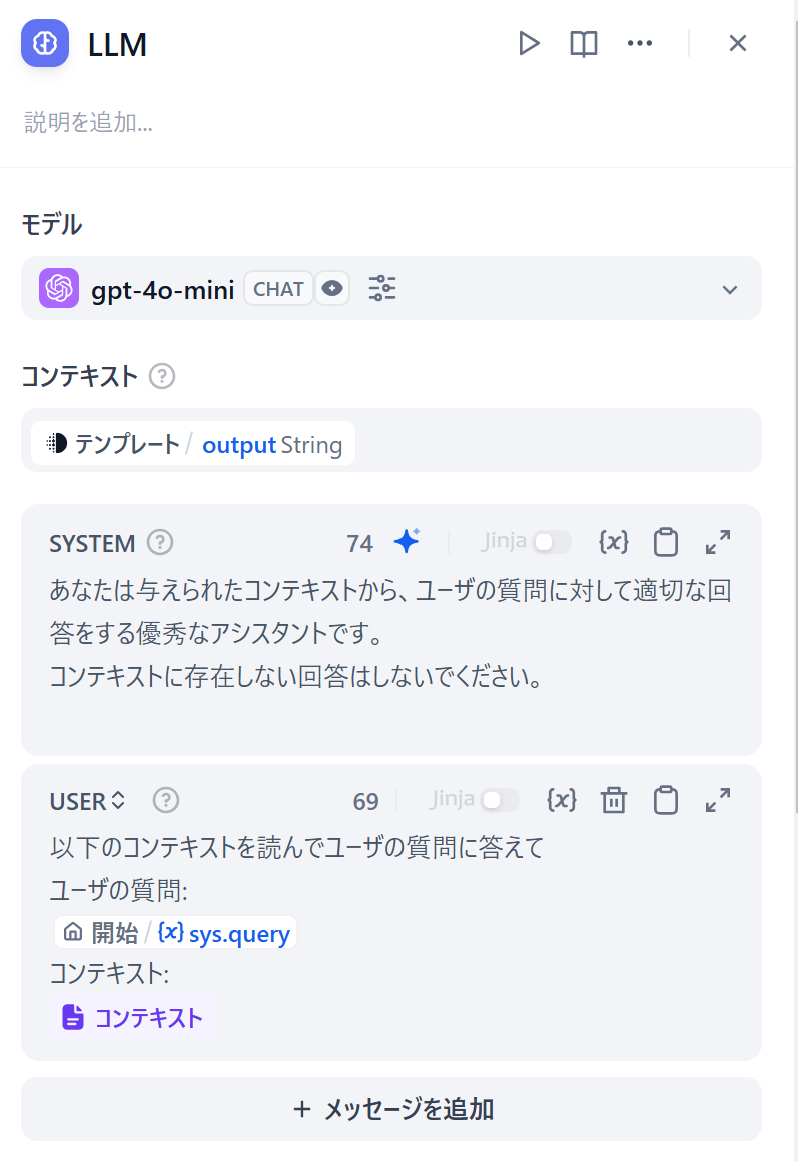 LLM
説明を追加...
モデル
gpt-4o-mini CHAT
コンテキスト ?
テンプレート / output String
SYSTEM ? 74 Jinja {x}
あなたは与えられたコンテキストから、ユーザの質問に対して適切な回
答をする優秀なアシスタントです。
コンテキストに存在しない回答はしないでください。
USER ? 69 Jinja {x}
以下のコンテキストを読んでユーザの質問に答えて
ユーザの質問:
開始 / {x} sys.query
コンテキスト:
コンテキスト
+ メッセージを追加